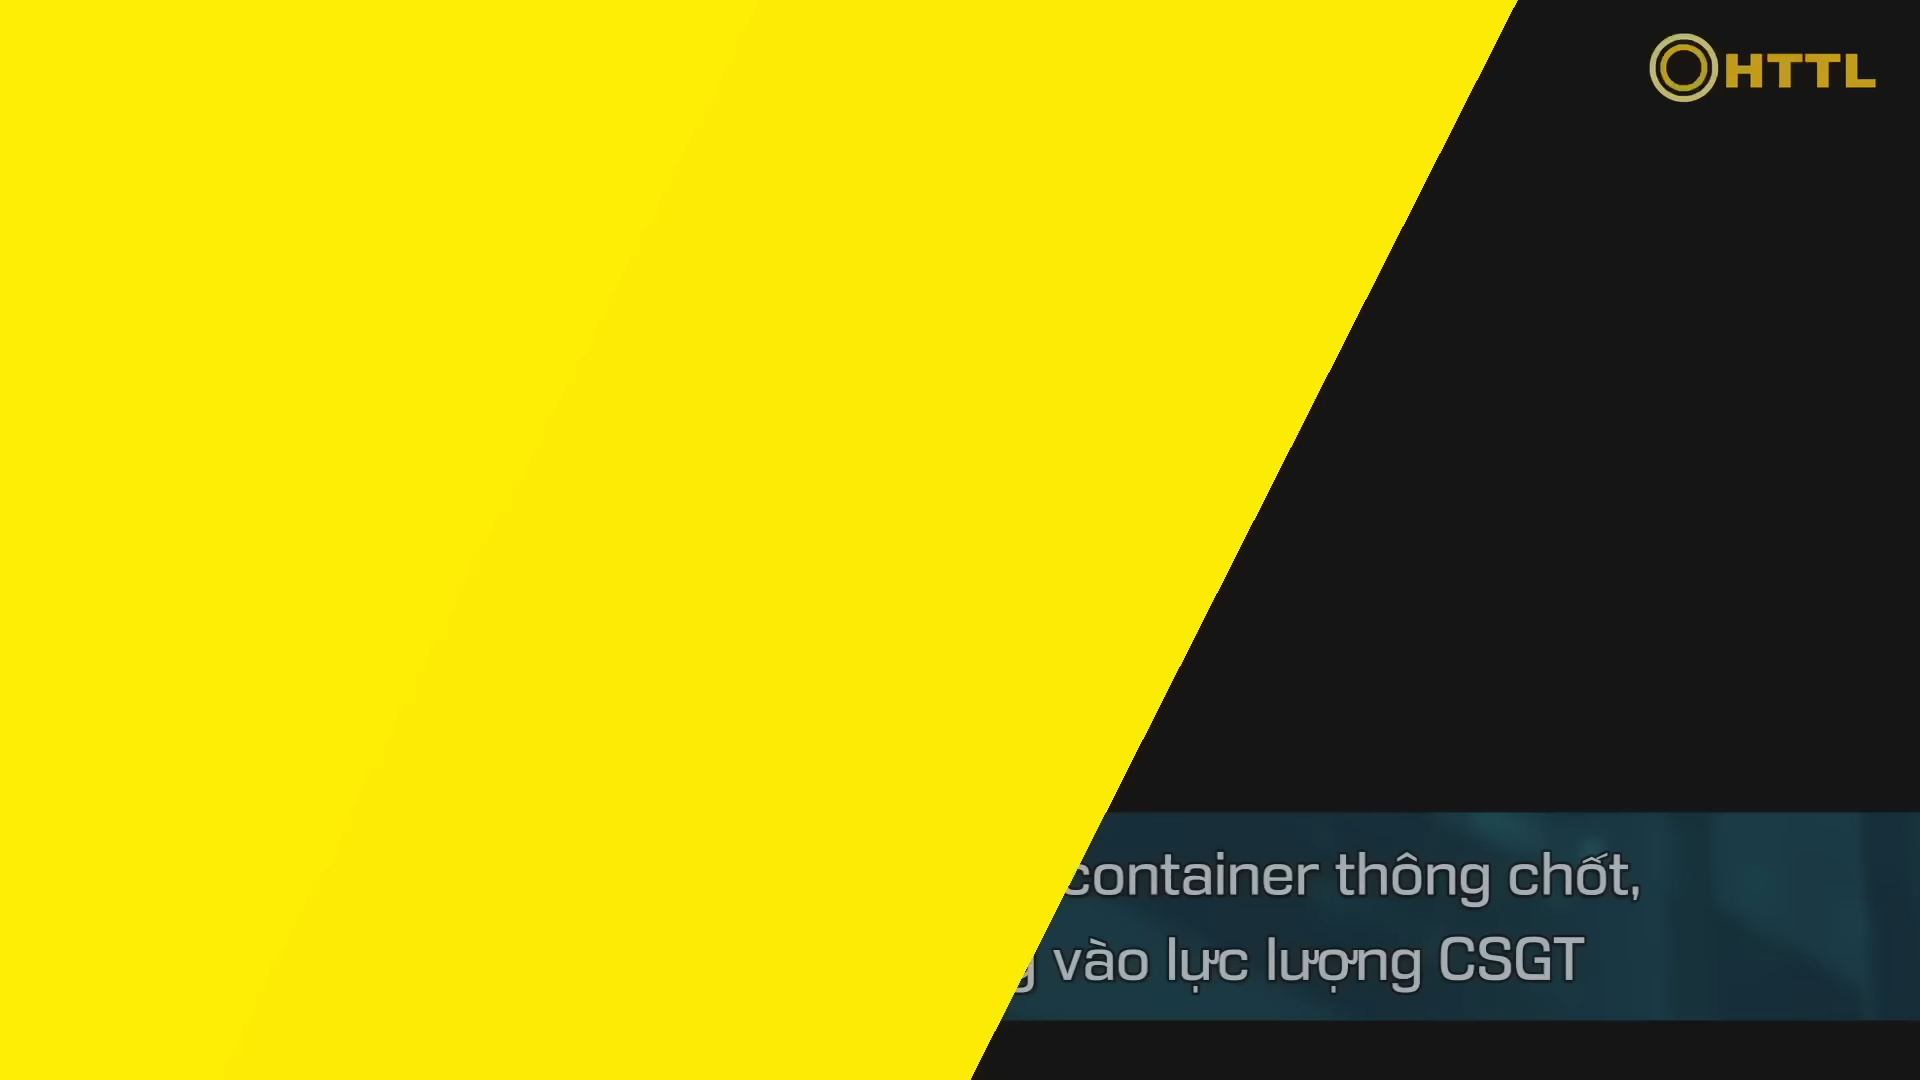 HTTL
container thông chốt,
vào lực lượng CSGT